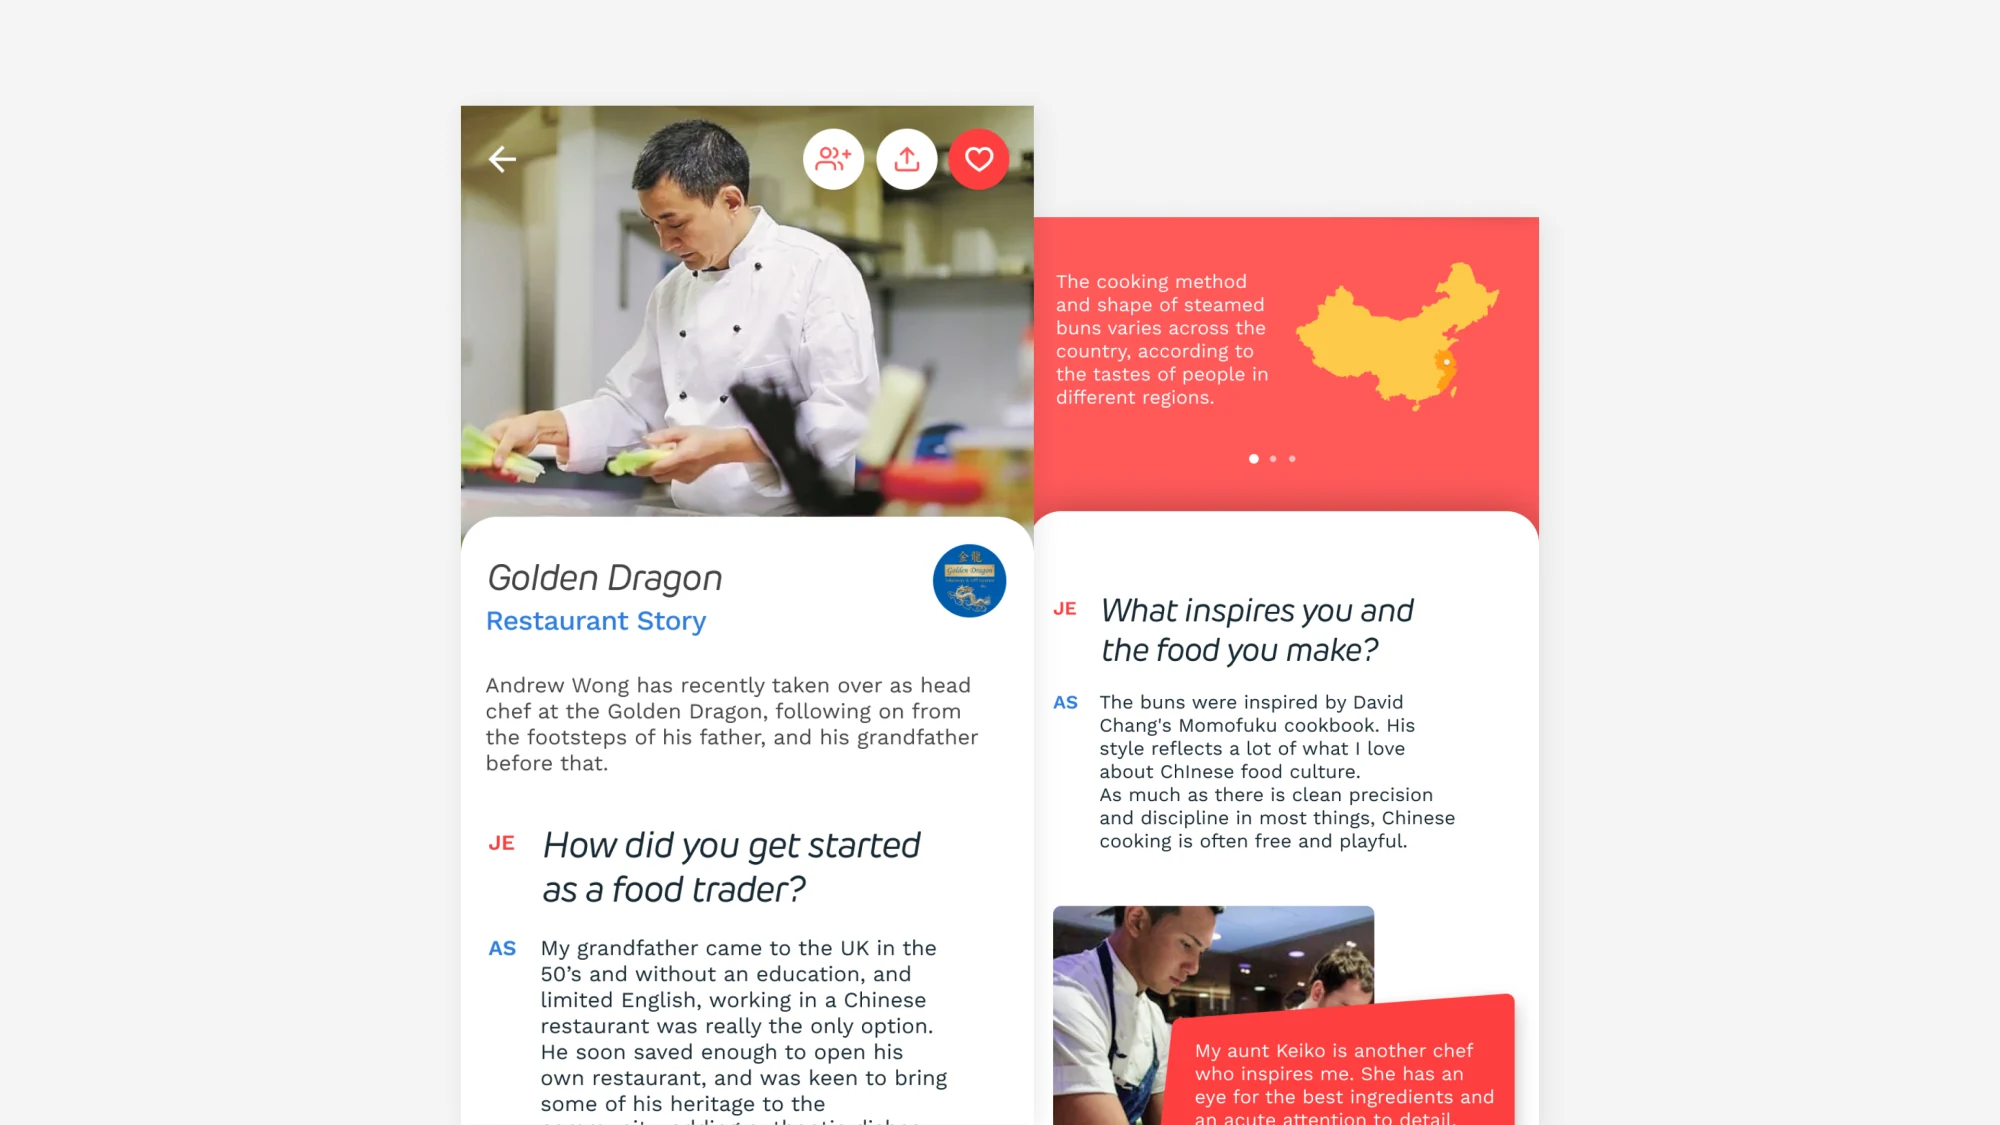 金龍
Golden Dragon
Golden Dragon
Restaurant Story
Andrew Wong has recently taken over as head
chef at the Golden Dragon, following on from
the footsteps of his father, and his grandfather
before that.
JE
How did you get started
as a food trader?
AS
My grandfather came to the UK in the
50’s and without an education, and
limited English, working in a Chinese
restaurant was really the only option.
He soon saved enough to open his
own restaurant, and was keen to bring
some of his heritage to the
The cooking method
and shape of steamed
buns varies across the
country, according to
the tastes of people in
different regions.
JE
What inspires you and
the food you make?
AS
The buns were inspired by David
Chang's Momofuku cookbook. His
style reflects a lot of what I love
about ChInese food culture.
As much as there is clean precision
and discipline in most things, Chinese
cooking is often free and playful.
My aunt Keiko is another chef
who inspires me. She has an
eye for the best ingredients and
an acute attention to detail.